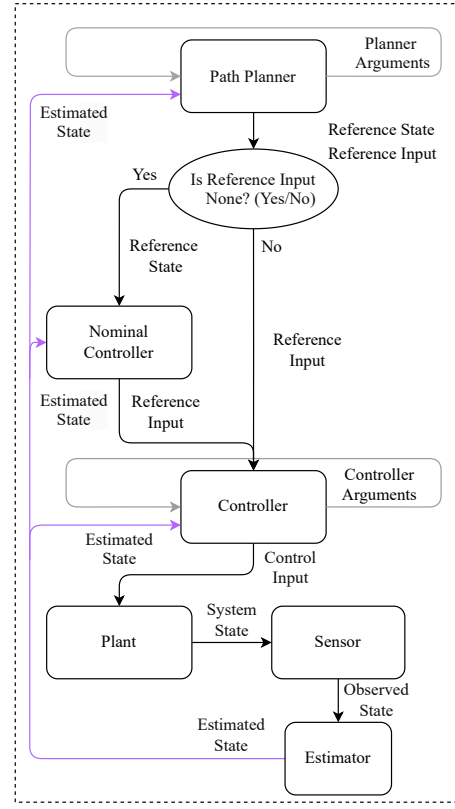 Planner
Arguments
Path Planner
Estimated
State
Reference State
Reference Input
Is Reference Input
None? (Yes/No)
Yes
No
Reference
State
Nominal
Controller
Reference
Input
Estimated
State
Reference
Input
Controller
Arguments
Controller
Estimated
State
Control
Input
System
State
Plant
Sensor
Observed
State
Estimated
State
Estimator